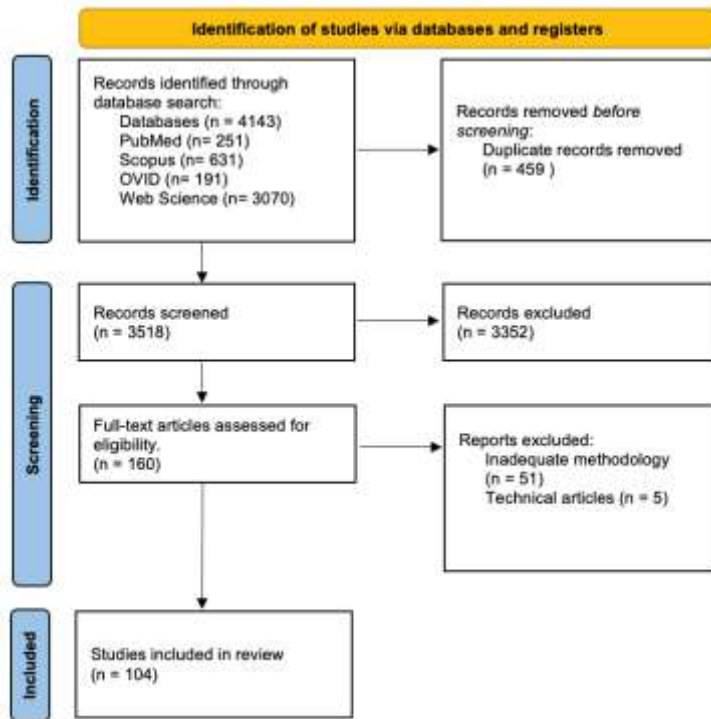 Identification of studies via databases and registers
Identification
Records identified through
database search:
Databases (n = 4143)
PubMed (n= 251)
Scopus (n= 631)
OVID (n= 191)
Web Science (n= 3070)
Records removed before
screening:
Duplicate records removed
(n = 459 )
Screening
Records screened
(n = 3518)
Records excluded
(n = 3352)
Full-text articles assessed for
eligibility.
(n = 160)
Reports excluded:
Inadequate methodology
(n = 51)
Technical articles (n = 5)
Included
Studies included in review
(n = 104)